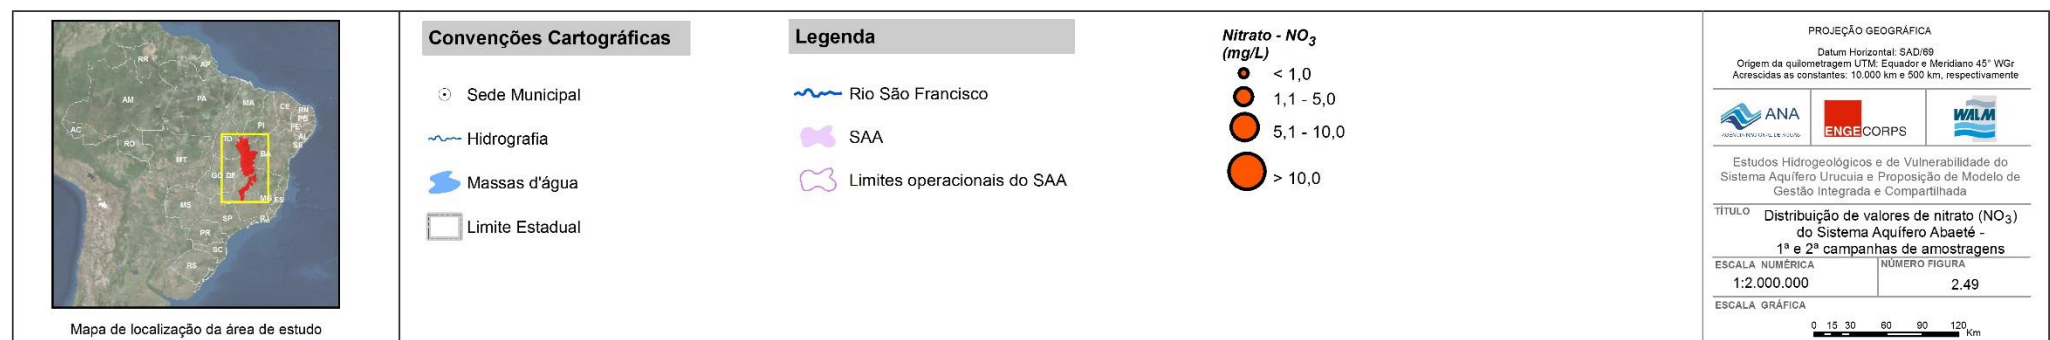 RR
AP
AM
PA
MA
CE
RN
PB
PE
AL
SE
PI
AC
RO
TO
BA
MT
GO
DF
MG
ES
MS
SP
RJ
PR
SC
RS
Mapa de localização da área de estudo
Convenções Cartográficas
Sede Municipal
Hidrografia
Massas d'água
Limite Estadual
Legenda
Rio São Francisco
SAA
Limites operacionais do SAA
Nitrato - NO3
(mg/L)
< 1,0
1,1 - 5,0
5,1 - 10,0
> 10,0
PROJEÇÃO GEOGRÁFICA
Datum Horizontal: SAD/69
Origem da quilometragem UTM: Equador e Meridiano 45° WGr
Acrescidas as constantes: 10.000 km e 500 km, respectivamente
ANA
AGÊNCIA NACIONAL DE ÁGUAS
ENGECORPS
WALM
Estudos Hidrogeológicos e de Vulnerabilidade do
Sistema Aquífero Urucuia e Proposição de Modelo de
Gestão Integrada e Compartilhada
TÍTULO
Distribuição de valores de nitrato (NO3)
do Sistema Aquífero Abaeté -
1ª e 2ª campanhas de amostragens
ESCALA NUMÉRICA
1:2.000.000
NÚMERO FIGURA
2.49
ESCALA GRÁFICA
0 15 30 60 90 120
Km